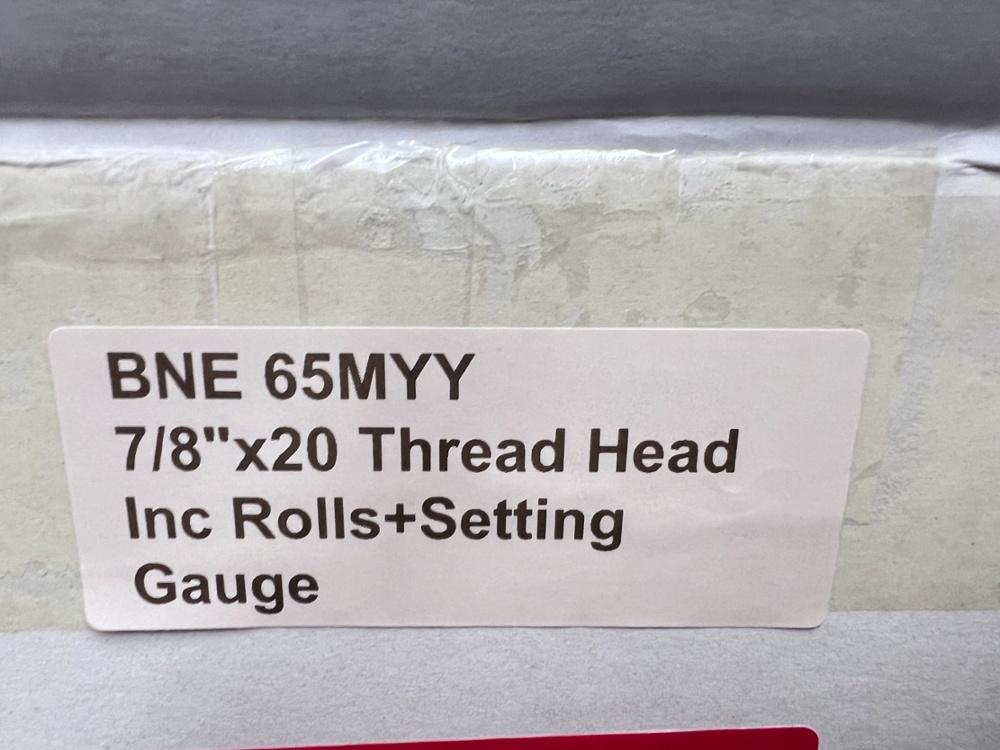 BNE 65MYY
7/8"x20 Thread Head
Inc Rolls+Setting
Gauge